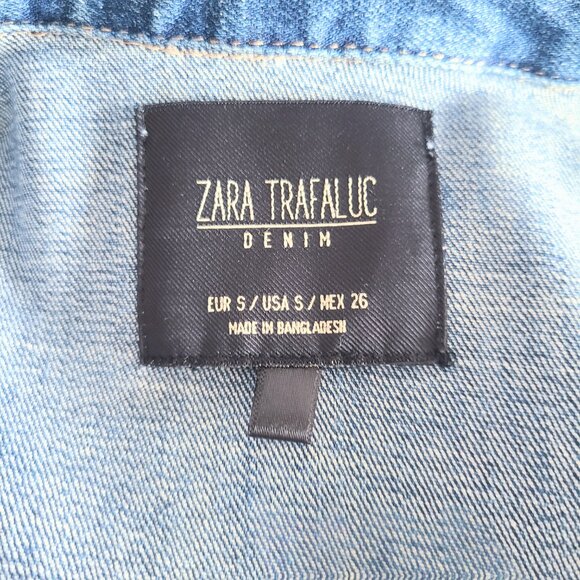 ZARA TRAFALUC
DENIM
EUR S / USA S / MEX 26
MADE IN BANGLADESH